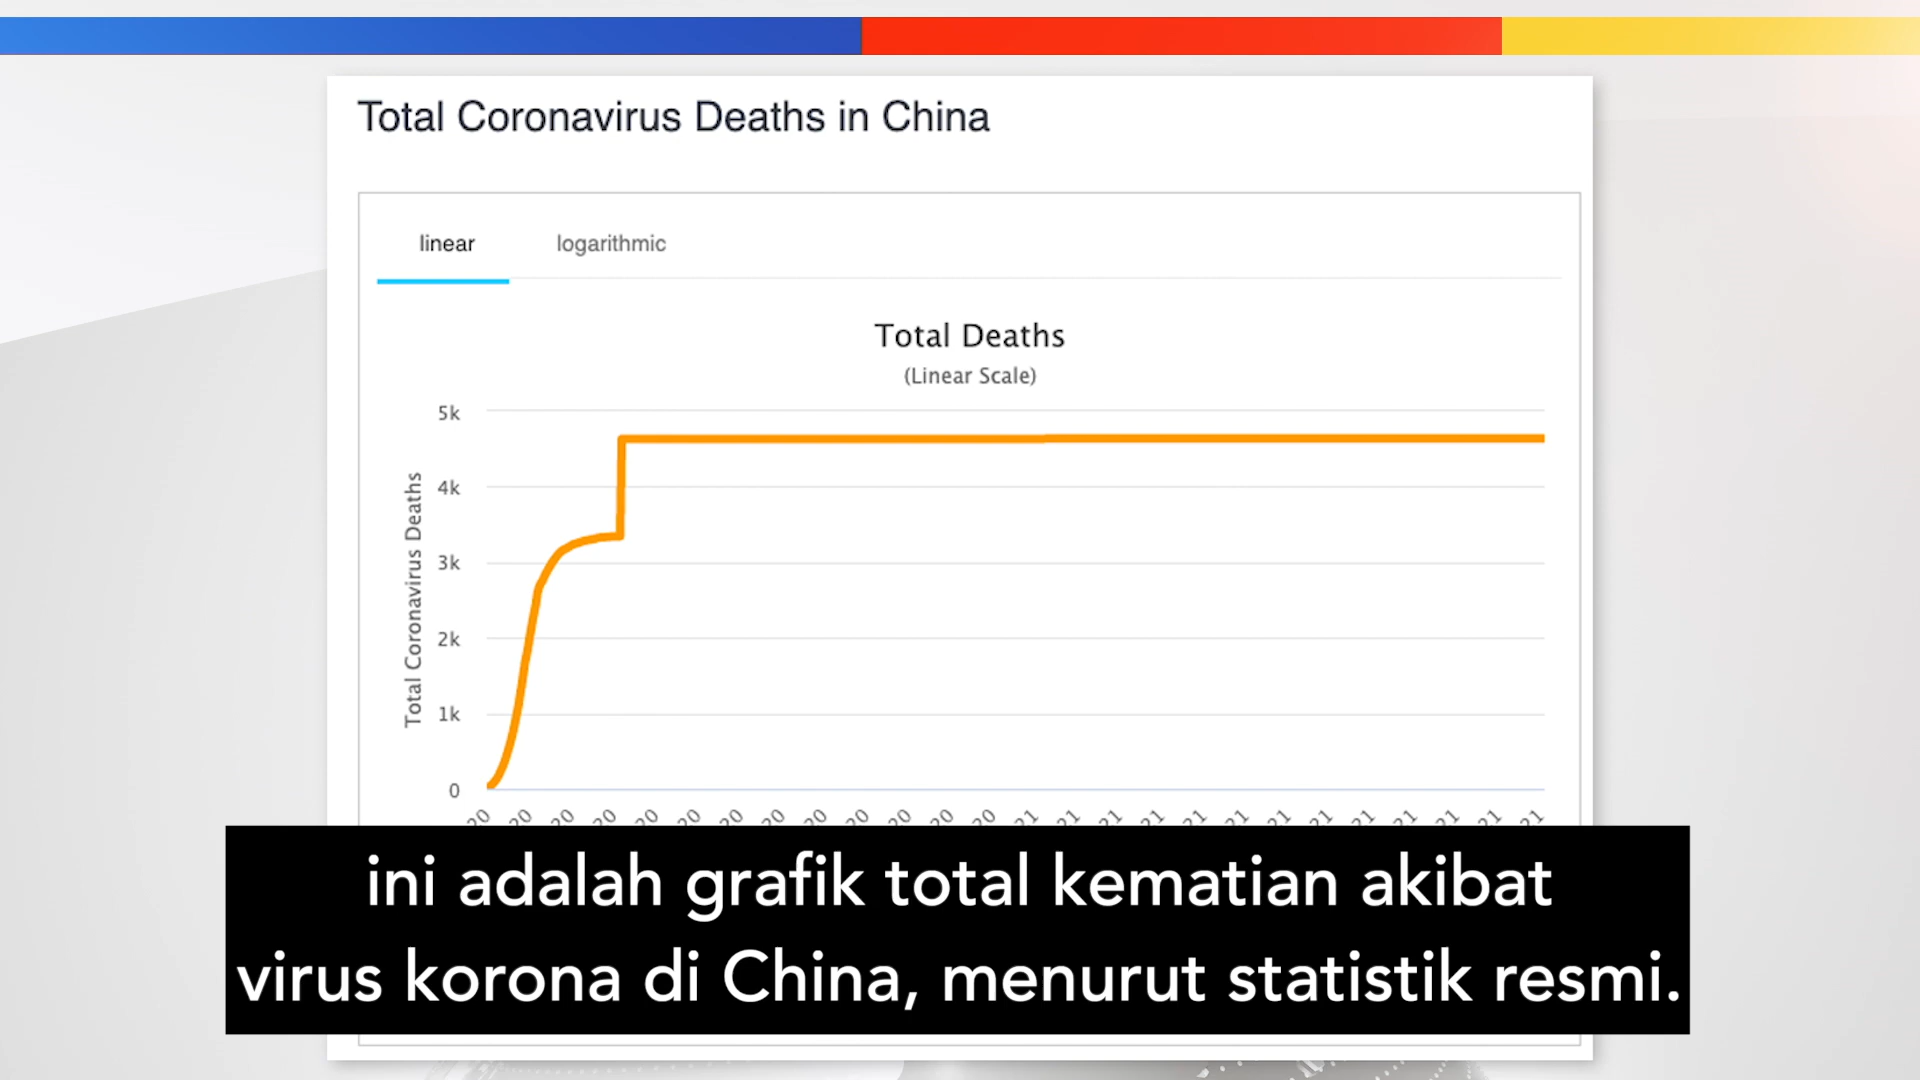 Total Coronavirus Deaths in China
linear logarithmic
Total Deaths
(Linear Scale)
Total Coronavirus Deaths
5k
4k
3k
2k
1k
0
ini adalah grafik total kematian akibat
virus korona di China, menurut statistik resmi.